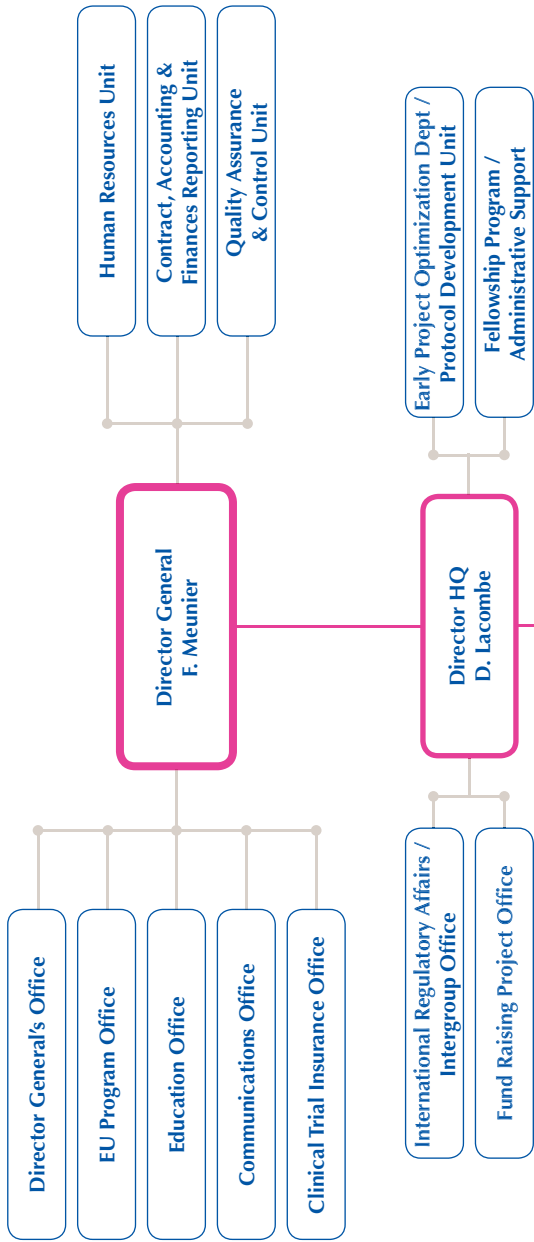 Director General's Office
EU Program Office
Education Office
Communications Office
Clinical Trial Insurance Office
Director General
F. Meunier
Human Resources Unit
Contract, Accounting &
Finances Reporting Unit
Quality Assurance
& Control Unit
International Regulatory Affairs /
Intergroup Office
Fund Raising Project Office
Director HQ
D. Lacombe
Early Project Optimization Dept /
Protocol Development Unit
Fellowship Program /
Administrative Support